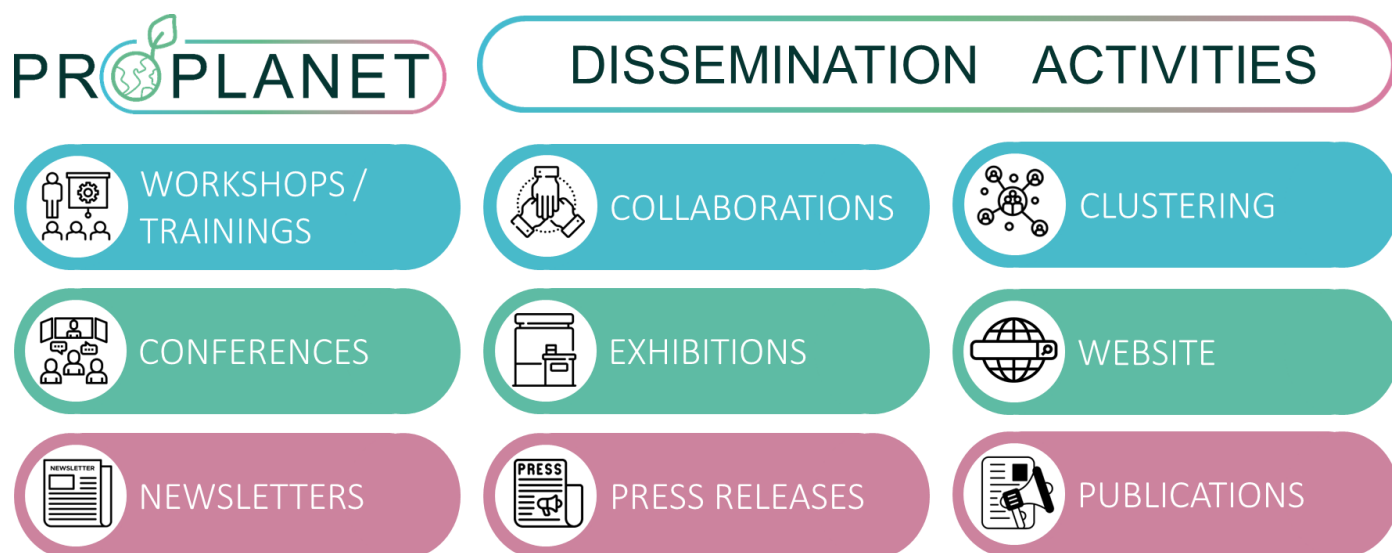 PROPLANET
DISSEMINATION ACTIVITIES
WORKSHOPS /
TRAININGS
COLLABORATIONS
CLUSTERING
CONFERENCES
EXHIBITIONS
WEBSITE
NEWSLETTER
NEWSLETTERS
PRESS
PRESS RELEASES
PUBLICATIONS